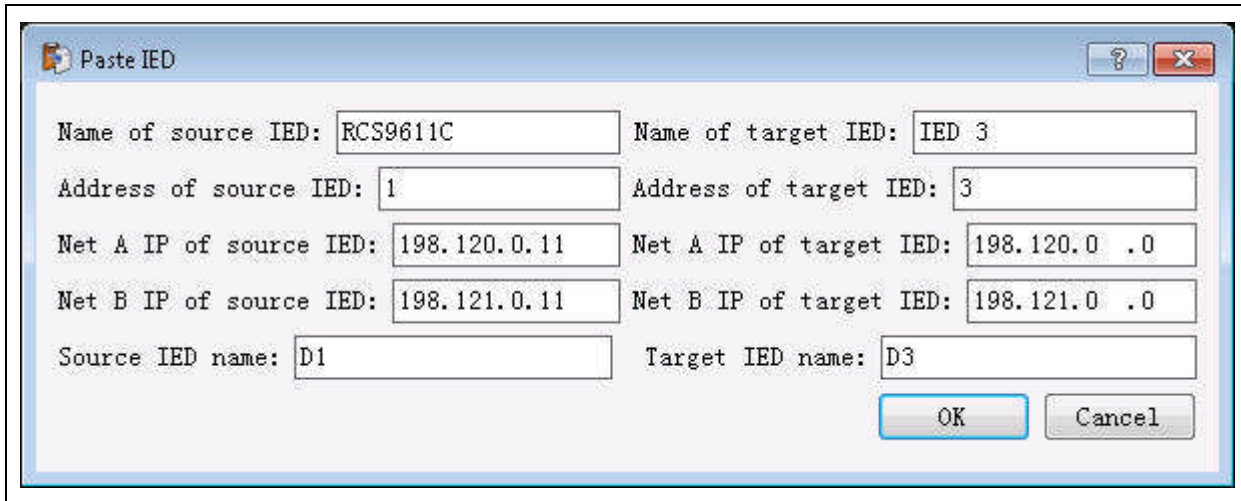 Paste IED
Name of source IED: RCS9611C Name of target IED: IED 3
Address of source IED: 1 Address of target IED: 3
Net A IP of source IED: 198.120.0.11 Net A IP of target IED: 198.120.0 .0
Net B IP of source IED: 198.121.0.11 Net B IP of target IED: 198.121.0 .0
Source IED name: D1 Target IED name: D3
OK Cancel